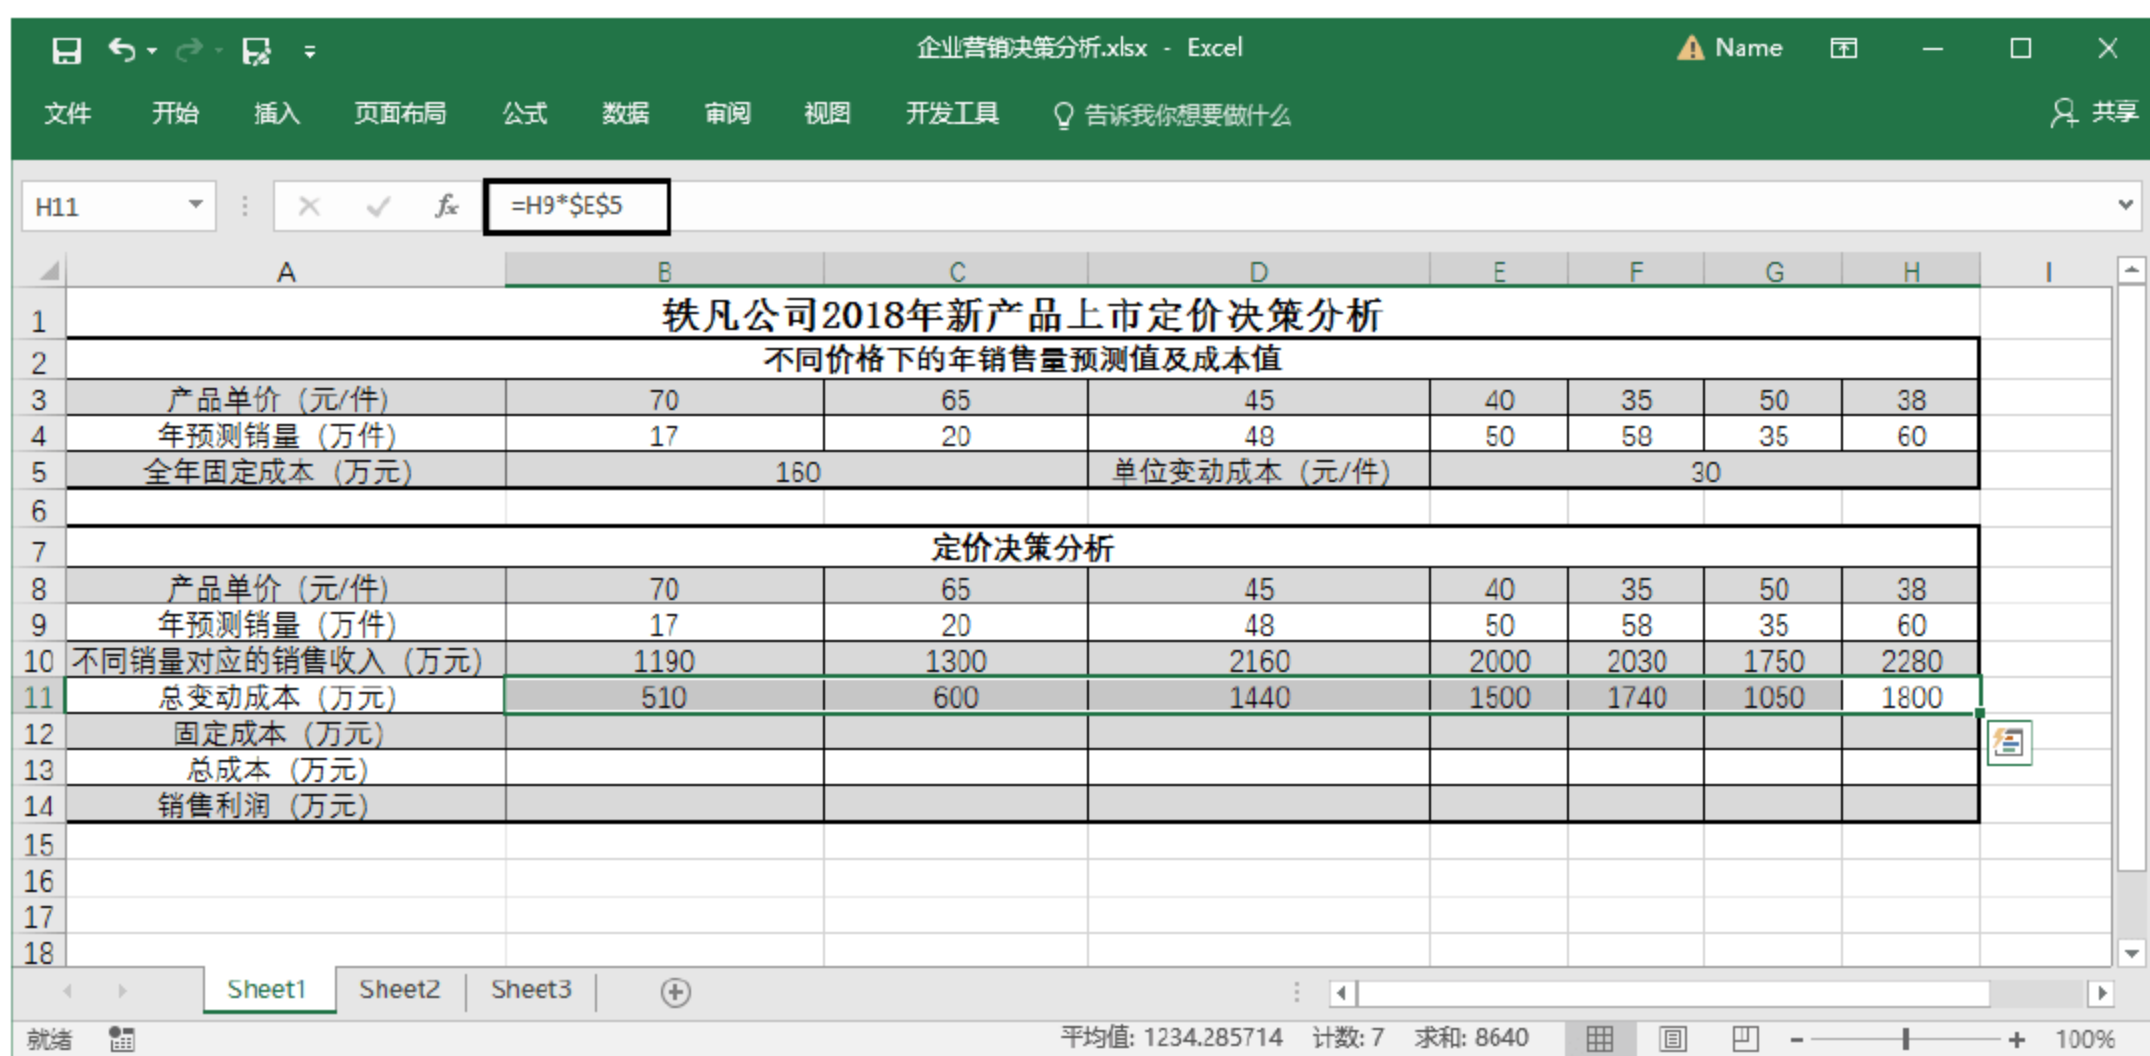 企业营销决策分析.xlsx - Excel
Name
文件 开始 插入 页面布局 公式 数据 审阅 视图 开发工具 告诉我你想要做什么 共享
H11 fx =H9*$E$5
A B C D E F G H I
1 轶凡公司2018年新产品上市定价决策分析
2 不同价格下的年销售量预测值及成本值
3 产品单价（元/件） 70 65 45 40 35 50 38
4 年预测销量（万件） 17 20 48 50 58 35 60
5 全年固定成本（万元） 160 单位变动成本（元/件） 30
6
7 定价决策分析
8 产品单价（元/件） 70 65 45 40 35 50 38
9 年预测销量（万件） 17 20 48 50 58 35 60
10 不同销量对应的销售收入（万元） 1190 1300 2160 2000 2030 1750 2280
11 总变动成本（万元） 510 600 1440 1500 1740 1050 1800
12 固定成本（万元）
13 总成本（万元）
14 销售利润（万元）
15
16
17
18
Sheet1 Sheet2 Sheet3
就绪 平均值: 1234.285714 计数: 7 求和: 8640 100%